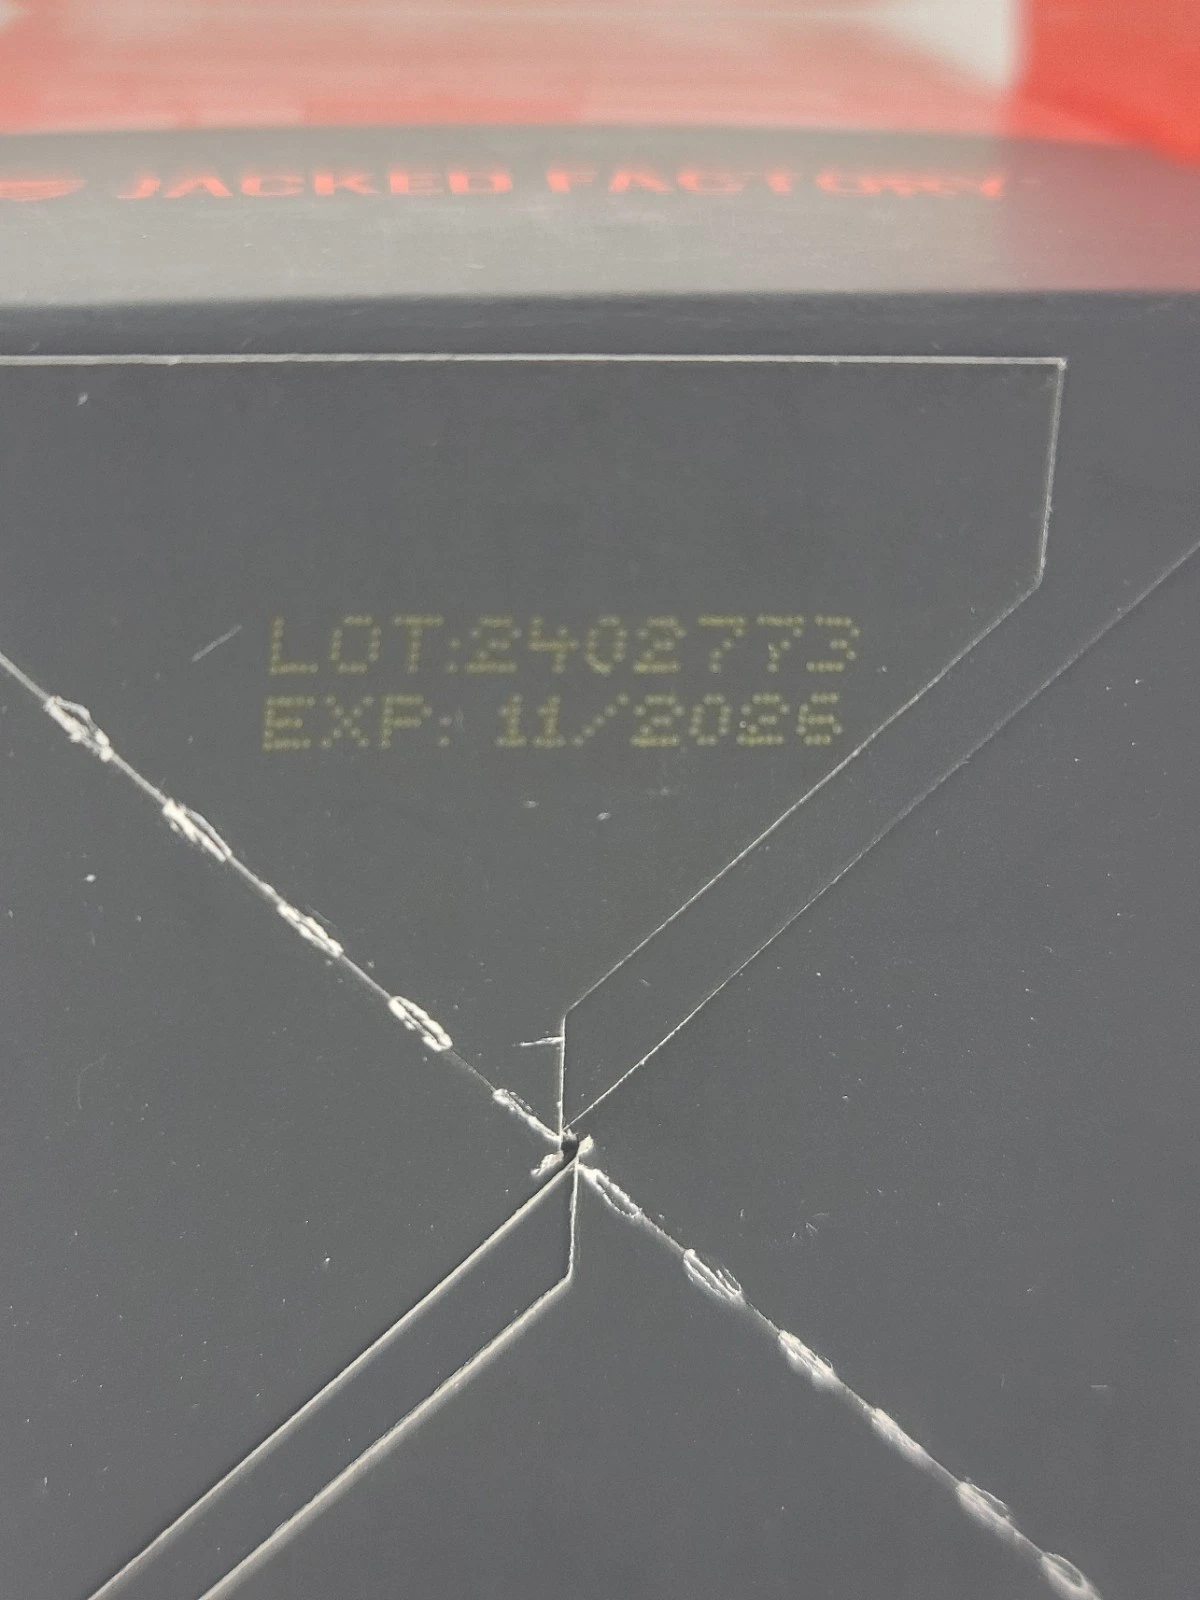 JACKED FACTORY
LOT:2402773
EXP: 11/2026